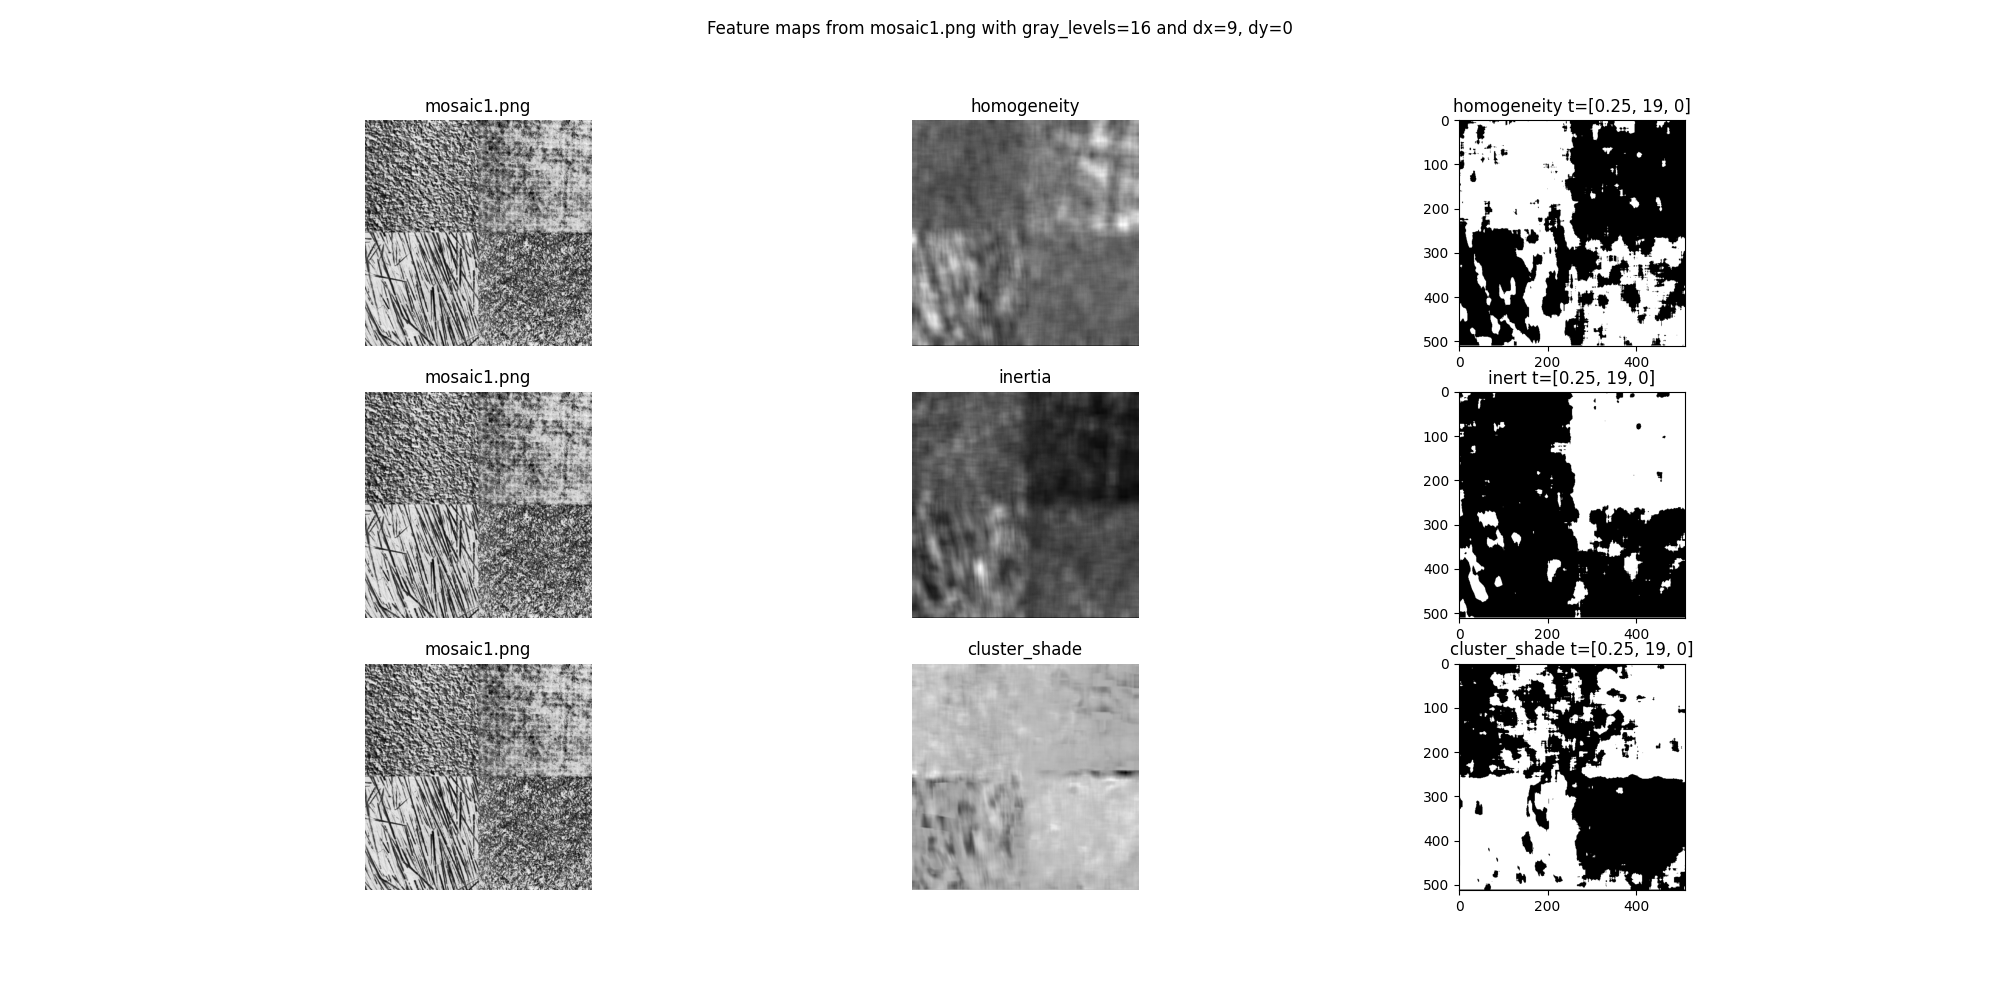 Feature maps from mosaic1.png with gray_levels=16 and dx=9, dy=0
mosaic1.png
homogeneity
homogeneity t=[0.25, 19, 0]
0
100
200
300
400
500
0 200 400
mosaic1.png
inertia
inert t=[0.25, 19, 0]
0
100
200
300
400
500
0 200 400
mosaic1.png
cluster_shade
cluster_shade t=[0.25, 19, 0]
0
100
200
300
400
500
0 200 400